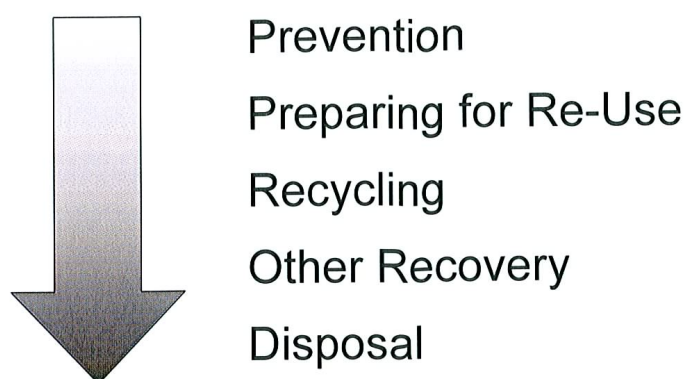 Prevention
Preparing for Re-Use
Recycling
Other Recovery
Disposal